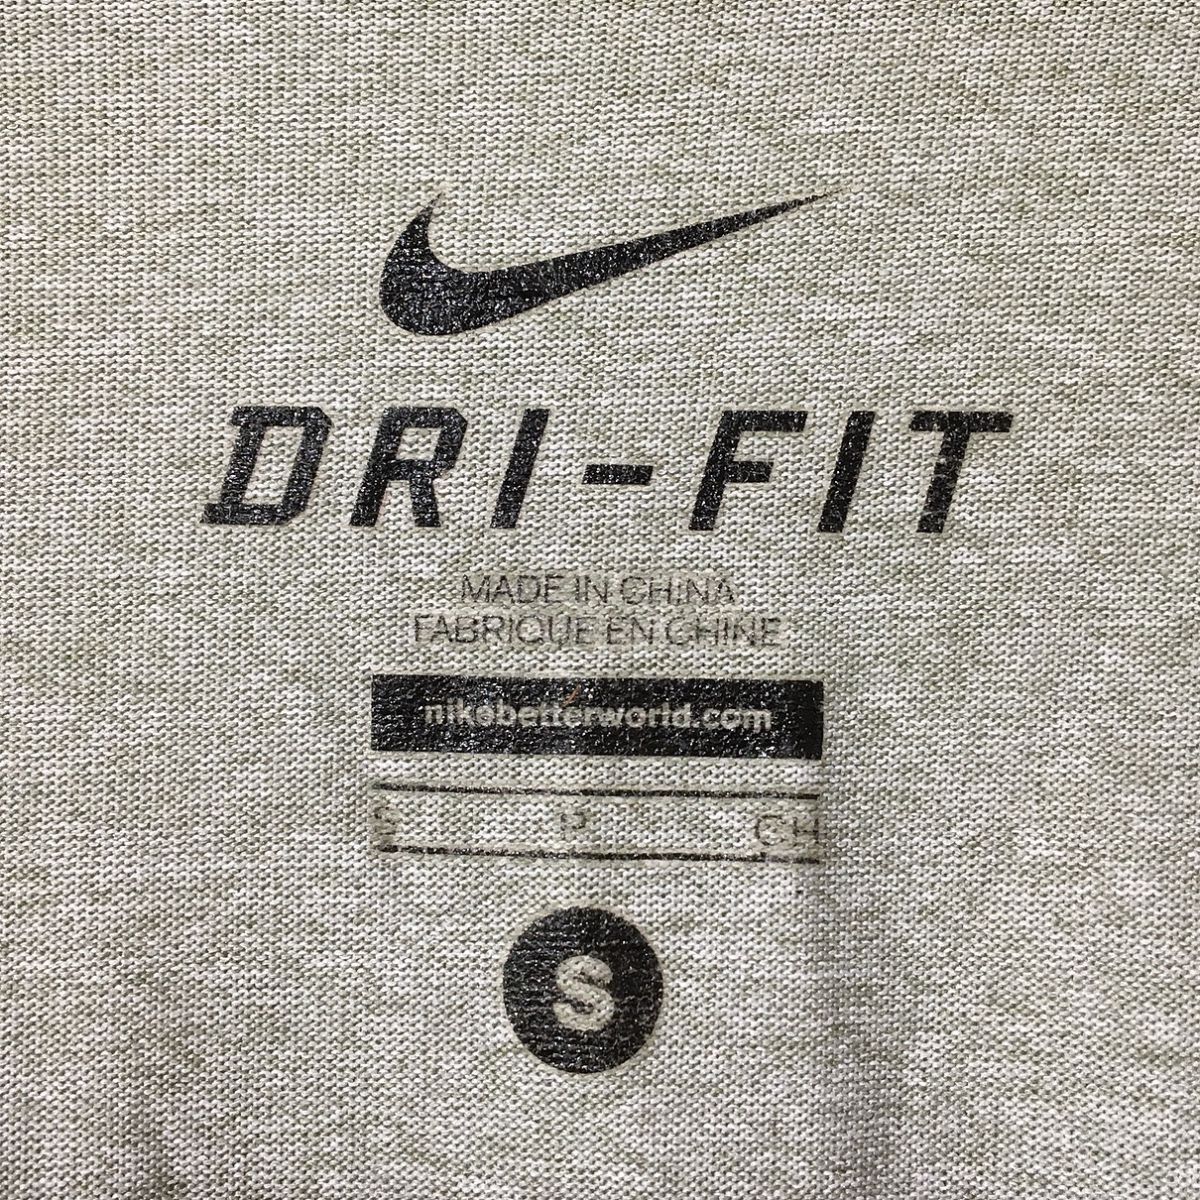 DRI-FIT
MADE IN CHINA
FABRIQUE EN CHINE
nikebetterworld.com
S P CH
S